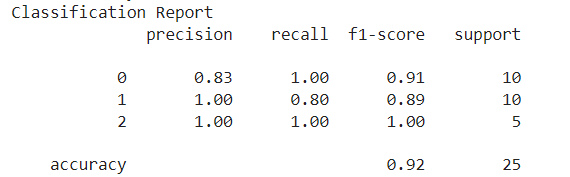 Classification Report
precision recall f1-score support
0 0.83 1.00 0.91 10
1 1.00 0.80 0.89 10
2 1.00 1.00 1.00 5
accuracy 0.92 25